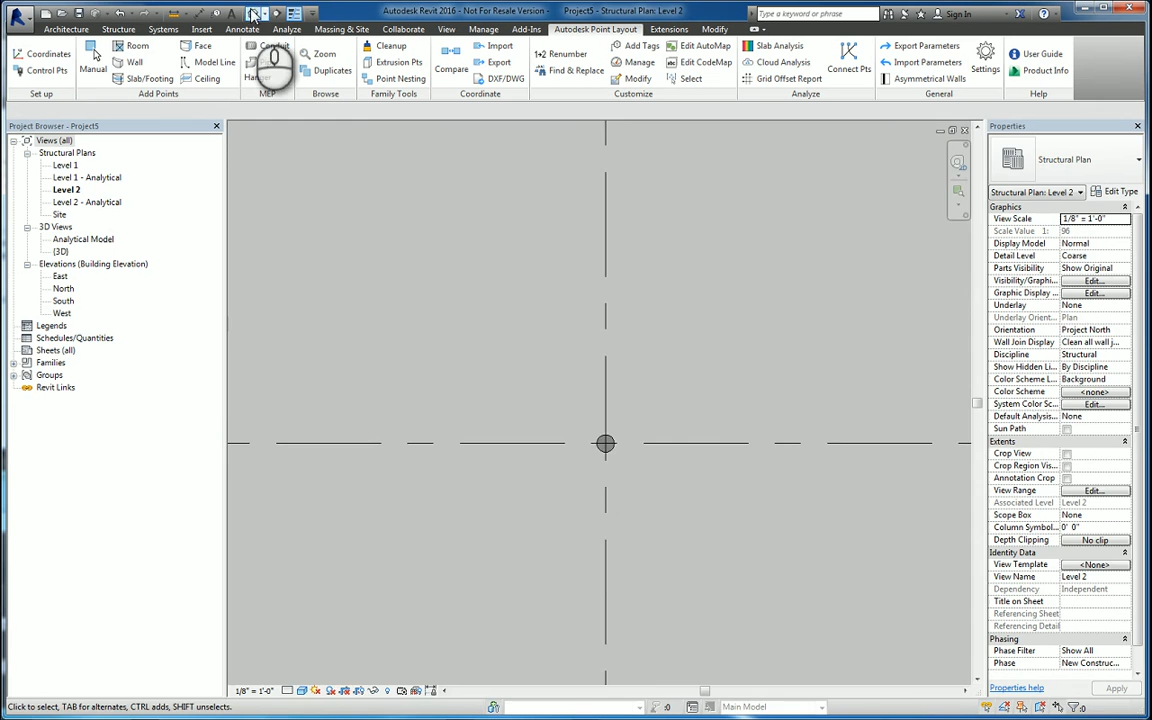 Autodesk Revit 2016 - Not For Resale Version - Project5 - Structural Plan: Level 2
Type a keyword or phrase
Sign In
Architecture Structure Systems Insert Annotate Analyze Massing & Site Collaborate View Manage Add-Ins Autodesk Point Layout Extensions Modify
Coordinates
Control Pts
Set up
Manual
Room
Wall
Slab/Footing
Face
Model Line
Ceiling
Add Points
Conduit
Hanger
MEP
Zoom
Duplicates
Browse
Cleanup
Extrusion Pts
Point Nesting
Family Tools
Compare
Import
Export
DXF/DWG
Coordinate
Renumber
Find & Replace
Add Tags
Manage
Modify
Edit AutoMap
Edit CodeMap
Select
Customize
Slab Analysis
Cloud Analysis
Grid Offset Report
Analyze
Connect Pts
Export Parameters
Import Parameters
Asymmetrical Walls
Settings
General
User Guide
Product Info
Help
Project Browser - Project5
Views (all)
Structural Plans
Level 1
Level 1 - Analytical
Level 2
Level 2 - Analytical
Site
3D Views
Analytical Model
{3D}
Elevations (Building Elevation)
East
North
South
West
Legends
Schedules/Quantities
Sheets (all)
Families
Groups
Revit Links
Properties
Structural Plan
Structural Plan: Level 2 Edit Type
Graphics
View Scale 1/8" = 1'-0"
Scale Value 1: 96
Display Model Normal
Detail Level Coarse
Parts Visibility Show Original
Visibility/Graphi... Edit...
Graphic Display ... Edit...
Underlay None
Underlay Orient... Plan
Orientation Project North
Wall Join Display Clean all wall j...
Discipline Structural
Show Hidden Li... By Discipline
Color Scheme L... Background
Color Scheme <none>
System Color Sc... Edit...
Default Analysis... None
Sun Path
Extents
Crop View
Crop Region Vis...
Annotation Crop
View Range Edit...
Associated Level Level 2
Scope Box None
Column Symbol... 0' 0"
Depth Clipping No clip
Identity Data
View Template <None>
View Name Level 2
Dependency Independent
Title on Sheet
Referencing Sheet
Referencing Detail
Phasing
Phase Filter Show All
Phase New Construc...
Properties help Apply
1/8" = 1'-0"
Click to select, TAB for alternates, CTRL adds, SHIFT unselects.
:0
Main Model
:0